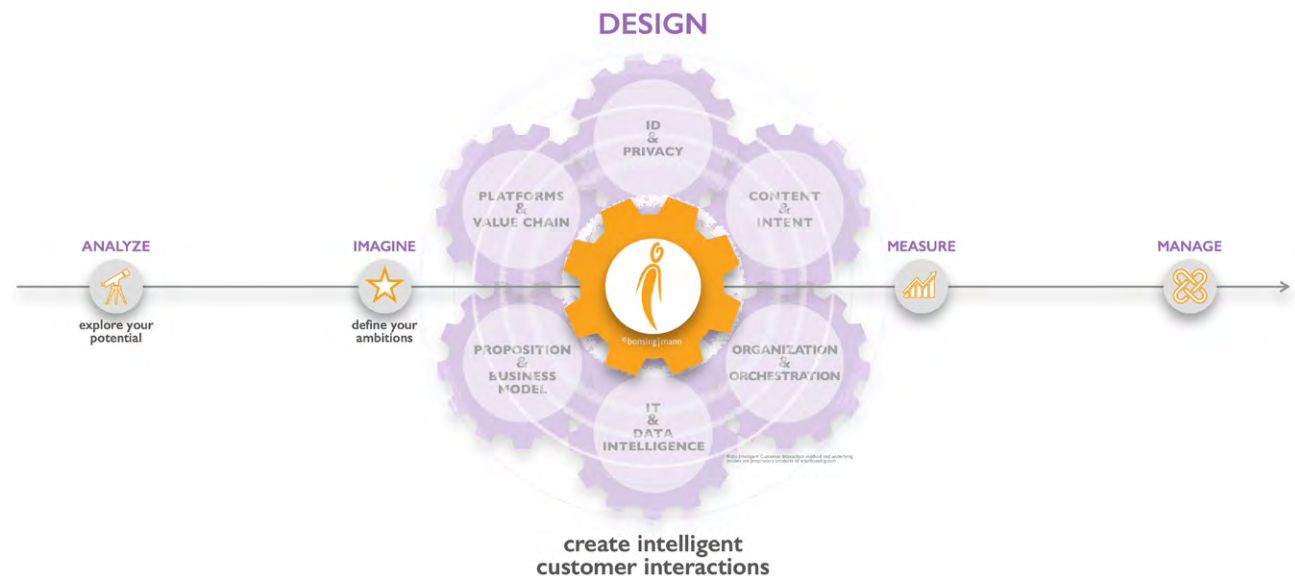 DESIGN
ID
&
PRIVACY
PLATFORMS
&
VALUE CHAIN
CONTENT
&
INTENT
ANALYZE
IMAGINE
MEASURE
MANAGE
explore your
potential
define your
ambitions
©bonsing|mann
PROPOSITION
&
BUSINESS
MODEL
ORGANIZATION
&
ORCHESTRATION
IT
&
DATA
INTELLIGENCE
create intelligent
customer interactions